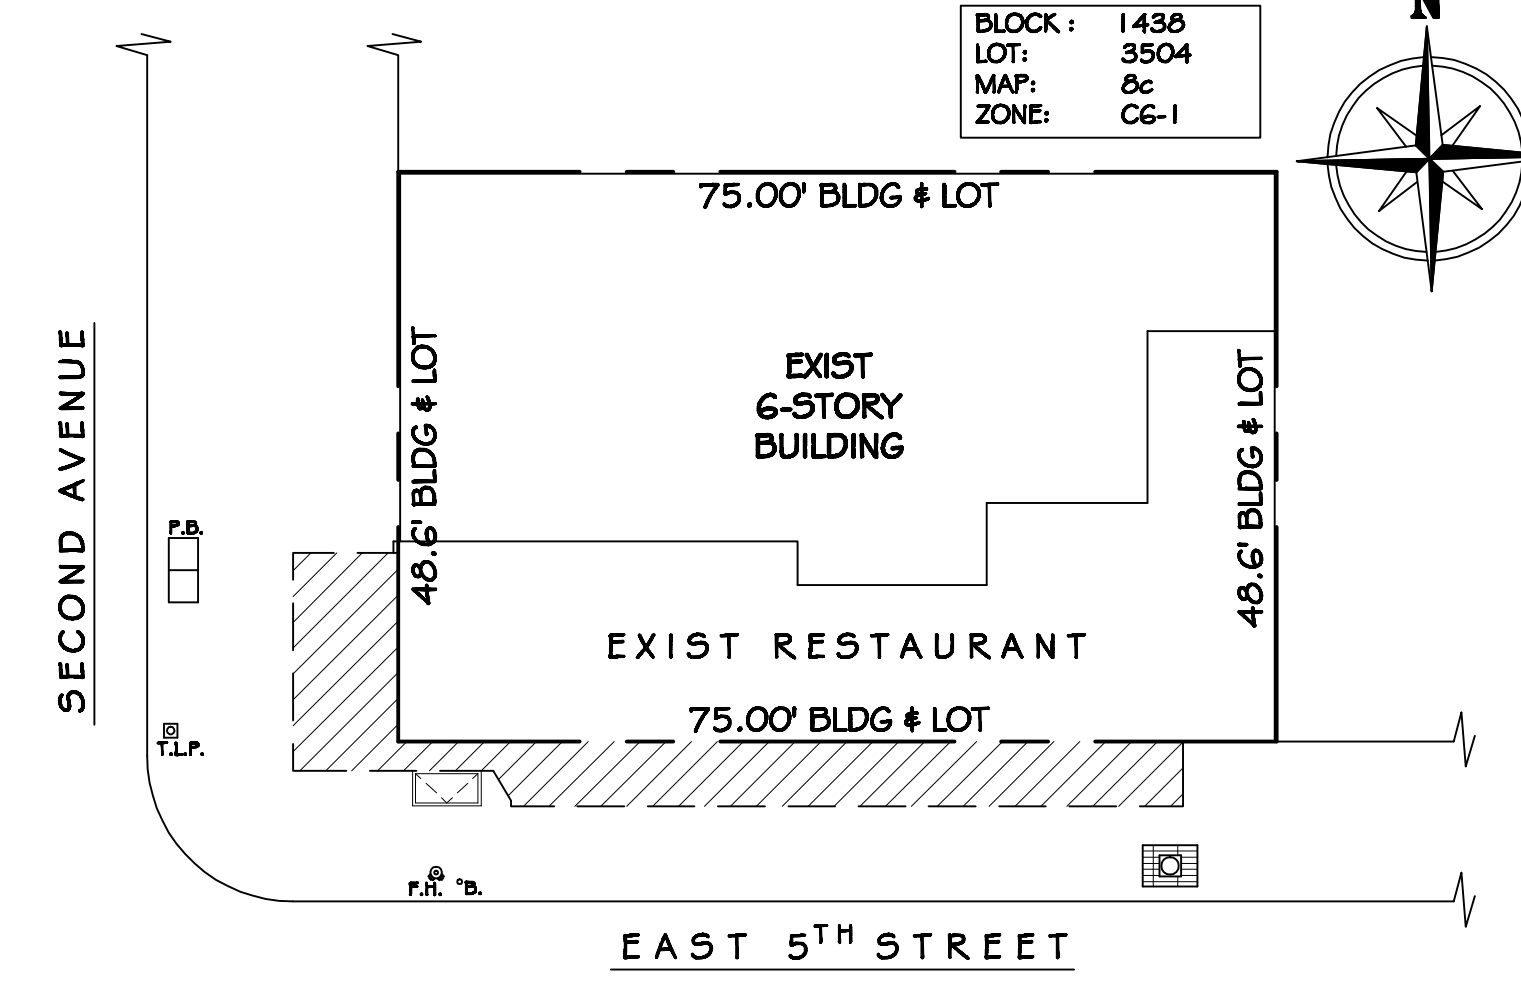 N
BLOCK: 1438
LOT: 3504
MAP: 8c
ZONE: C6-1
75.00' BLDG & LOT
48.6' BLDG & LOT
EXIST
6-STORY
BUILDING
48.6' BLDG & LOT
SECOND AVENUE
P.B.
EXIST RESTAURANT
75.00' BLDG & LOT
T.L.P.
F.H. °B.
EAST 5TH STREET